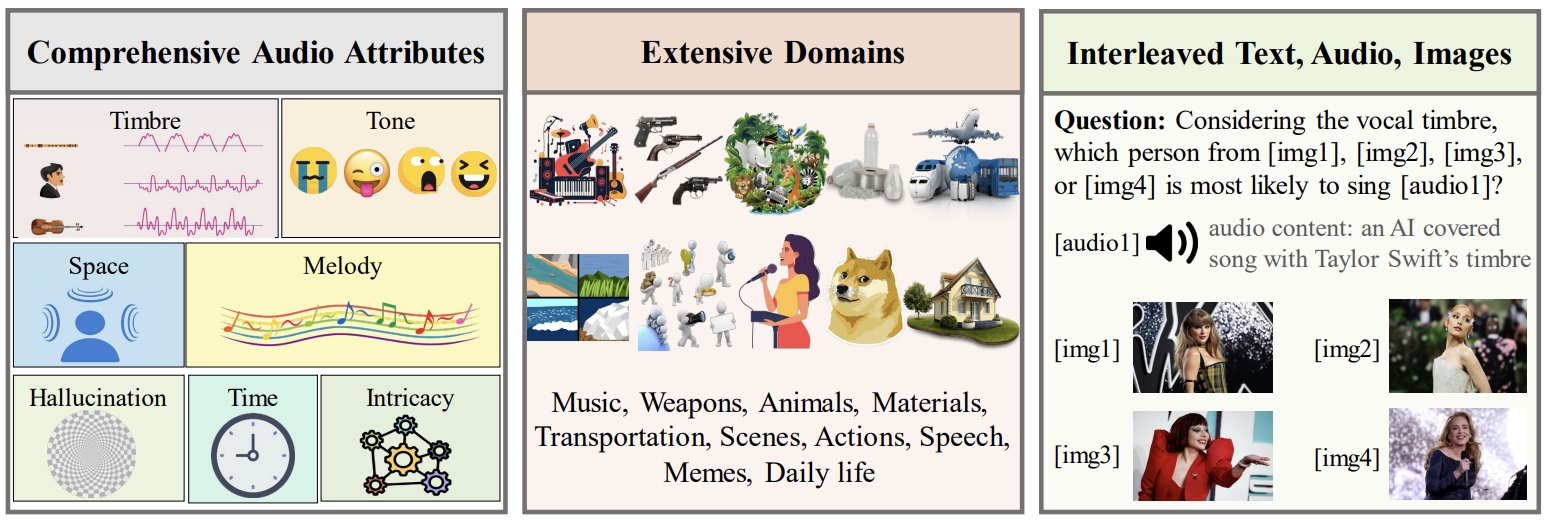 Comprehensive Audio Attributes
Timbre
Tone
Space
Melody
Hallucination
Time
Intricacy
Extensive Domains
Music, Weapons, Animals, Materials,
Transportation, Scenes, Actions, Speech,
Memes, Daily life
Interleaved Text, Audio, Images
Question: Considering the vocal timbre,
which person from [img1], [img2], [img3],
or [img4] is most likely to sing [audio1]?
[audio1]
audio content: an AI covered
song with Taylor Swift's timbre
[img1]
[img2]
[img3]
[img4]